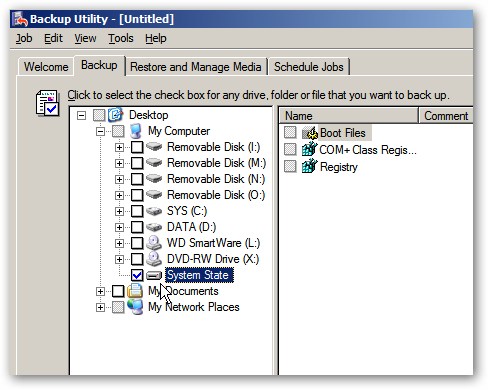 Backup Utility - [Untitled]
Job Edit View Tools Help
Welcome Backup Restore and Manage Media Schedule Jobs
Click to select the check box for any drive, folder or file that you want to back up.
Desktop
My Computer
Removable Disk (I:)
Removable Disk (M:)
Removable Disk (N:)
Removable Disk (O:)
SYS (C:)
DATA (D:)
WD SmartWare (L:)
DVD-RW Drive (X:)
System State
My Documents
My Network Places
Name Comment
Boot Files
COM+ Class Regis...
Registry